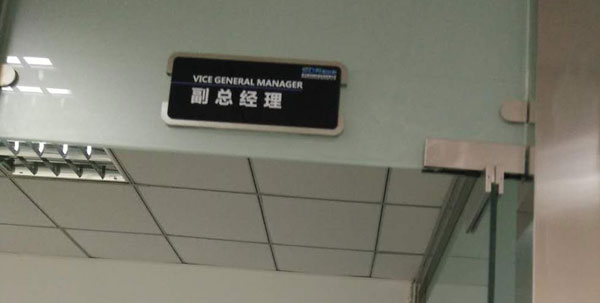 VICE GENERAL MANAGER
副总经理